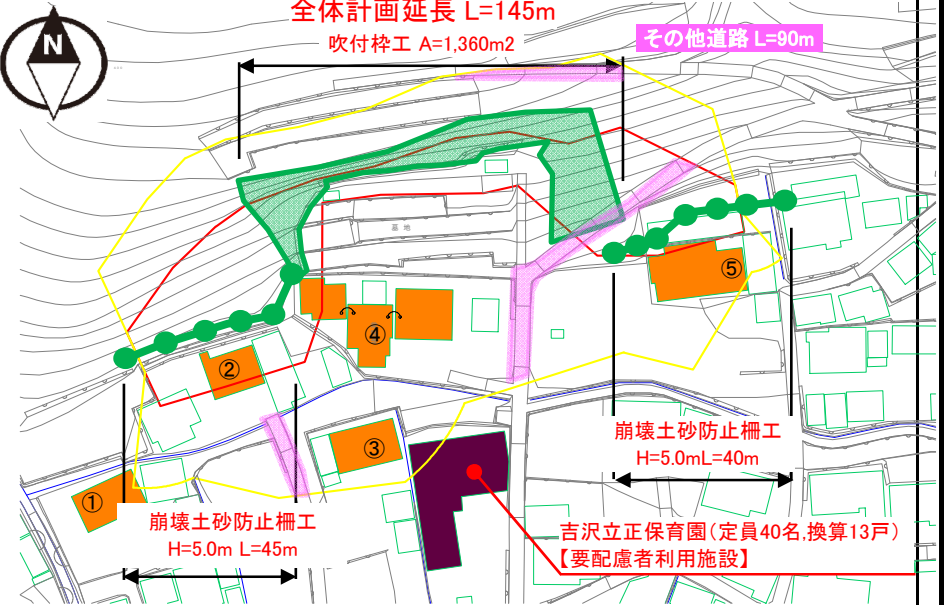 全体計画延長 L=145m
吹付枠工 A=1,360m2
その他道路 L=90m
N
墓地
⑤
④
②
③
①
崩壊土砂防止柵工
H=5.0mL=40m
崩壊土砂防止柵工
H=5.0m L=45m
吉沢立正保育園(定員40名,換算13戸)
【要配慮者利用施設】